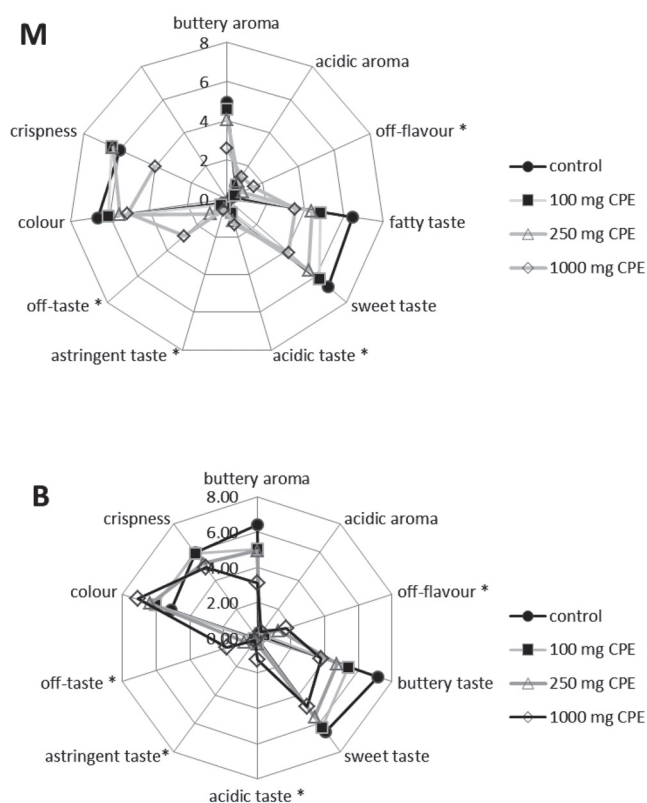 M
buttery aroma
8
acidic aroma
6
off-flavour *
4
crispness
2
control
100 mg CPE
250 mg CPE
1000 mg CPE
0
colour
fatty taste
off-taste *
sweet taste
astringent taste *
acidic taste *
B
buttery aroma
8.00
crispness
acidic aroma
6.00
4.00
colour
off-flavour *
2.00
control
100 mg CPE
250 mg CPE
1000 mg CPE
0.00
off-taste *
buttery taste
astringent taste*
sweet taste
acidic taste *